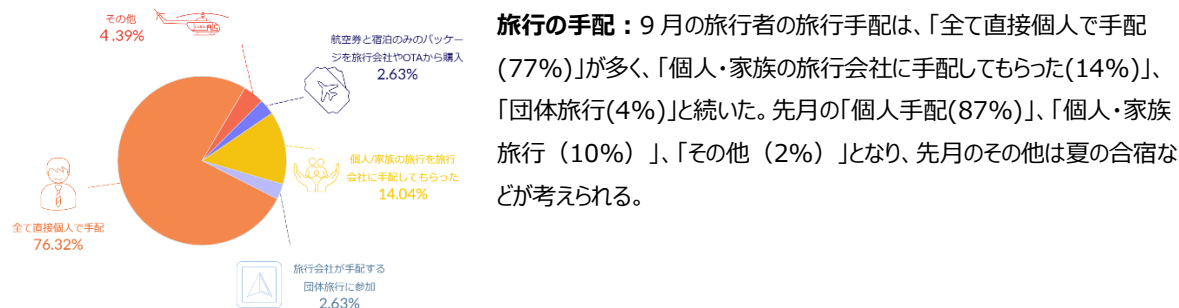 その他
4.39%
航空券と宿泊のみのパッケー
ジを旅行会社やOTAから購入
2.63%
個人/家族の旅行を旅行
会社に手配してもらった
14.04%
全て直接個人で手配
76.32%
旅行会社が手配する
団体旅行に参加
2.63%
旅行の手配：９月の旅行者の旅行手配は、「全て直接個人で手配
(77%)」が多く、「個人・家族の旅行会社に手配してもらった(14%)」、
「団体旅行(4%)」と続いた。先月の「個人手配(87%)」、「個人・家族
旅行（10%）」、「その他（2%）」となり、先月のその他は夏の合宿な
どが考えられる。